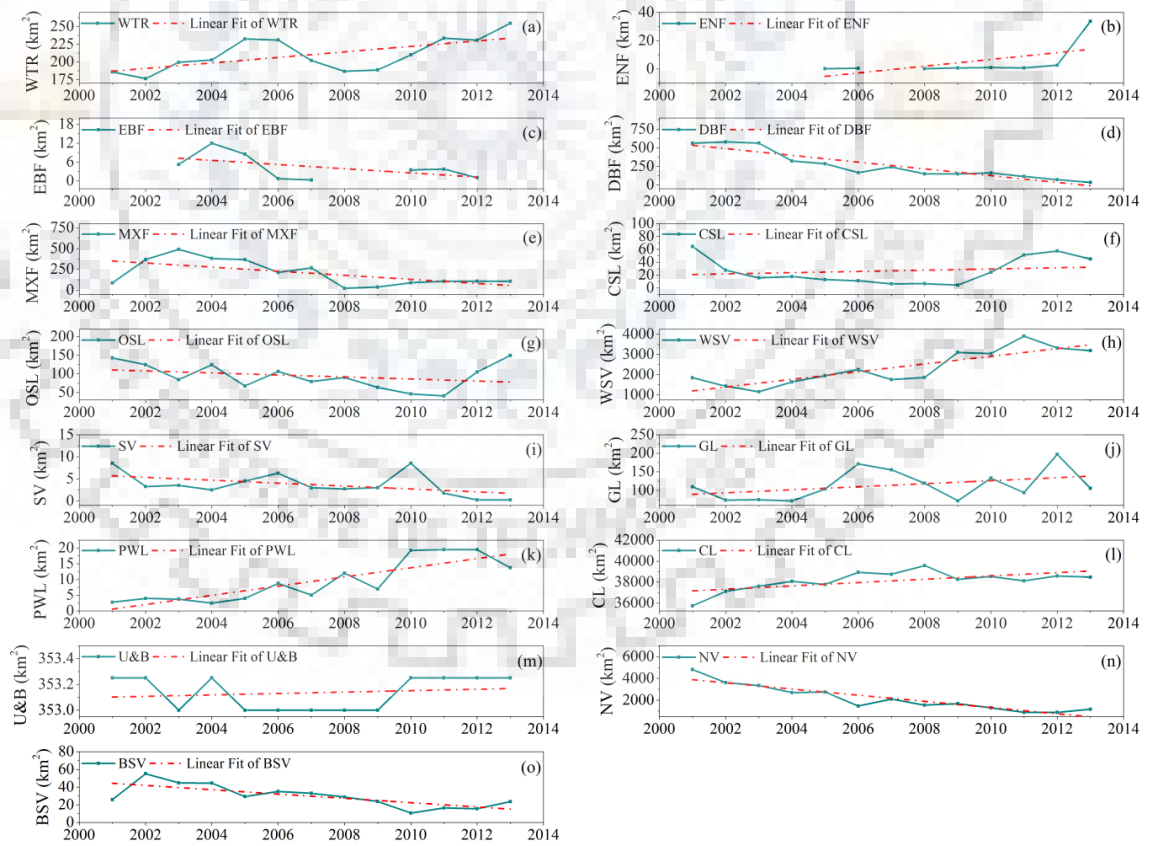 250 WTR Linear Fit of WTR (a)
225
200
175
WTR (km²)
2000 2002 2004 2006 2008 2010 2012 2014
40 ENF Linear Fit of ENF (b)
20
0
ENF (km²)
2000 2002 2004 2006 2008 2010 2012 2014
18 EBF Linear Fit of EBF (c)
12
6
0
EBF (km²)
2000 2002 2004 2006 2008 2010 2012 2014
750 DBF Linear Fit of DBF (d)
500
250
0
DBF (km²)
2000 2002 2004 2006 2008 2010 2012 2014
750 MXF Linear Fit of MXF (e)
500
250
0
MXF (km²)
2000 2002 2004 2006 2008 2010 2012 2014
100 CSL Linear Fit of CSL (f)
80
60
40
20
0
CSL (km²)
2000 2002 2004 2006 2008 2010 2012 2014
200 OSL Linear Fit of OSL (g)
150
100
50
OSL (km²)
2000 2002 2004 2006 2008 2010 2012 2014
4000 WSV Linear Fit of WSV (h)
3000
2000
1000
WSV (km²)
2000 2002 2004 2006 2008 2010 2012 2014
15 SV Linear Fit of SV (i)
10
5
0
SV (km²)
2000 2002 2004 2006 2008 2010 2012 2014
250 GL Linear Fit of GL (j)
200
150
100
GL (km²)
2000 2002 2004 2006 2008 2010 2012 2014
20 PWL Linear Fit of PWL (k)
15
10
5
0
PWL (km²)
2000 2002 2004 2006 2008 2010 2012 2014
42000 CL Linear Fit of CL (l)
40000
38000
36000
CL (km²)
2000 2002 2004 2006 2008 2010 2012 2014
353.4 U&B Linear Fit of U&B (m)
353.2
353.0
U&B (km²)
2000 2002 2004 2006 2008 2010 2012 2014
6000 NV Linear Fit of NV (n)
4000
2000
NV (km²)
2000 2002 2004 2006 2008 2010 2012 2014
80 BSV Linear Fit of BSV (o)
60
40
20
0
BSV (km²)
2000 2002 2004 2006 2008 2010 2012 2014